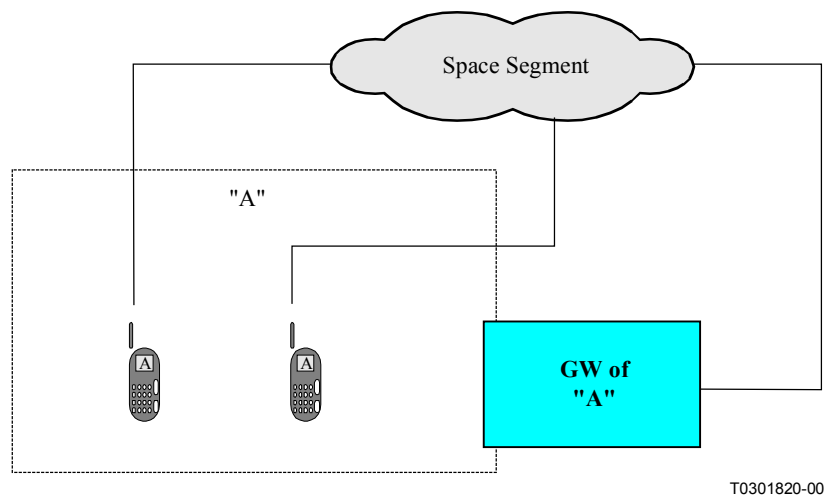 Space Segment
"A"
A
A
GW of
"A"
T0301820-00